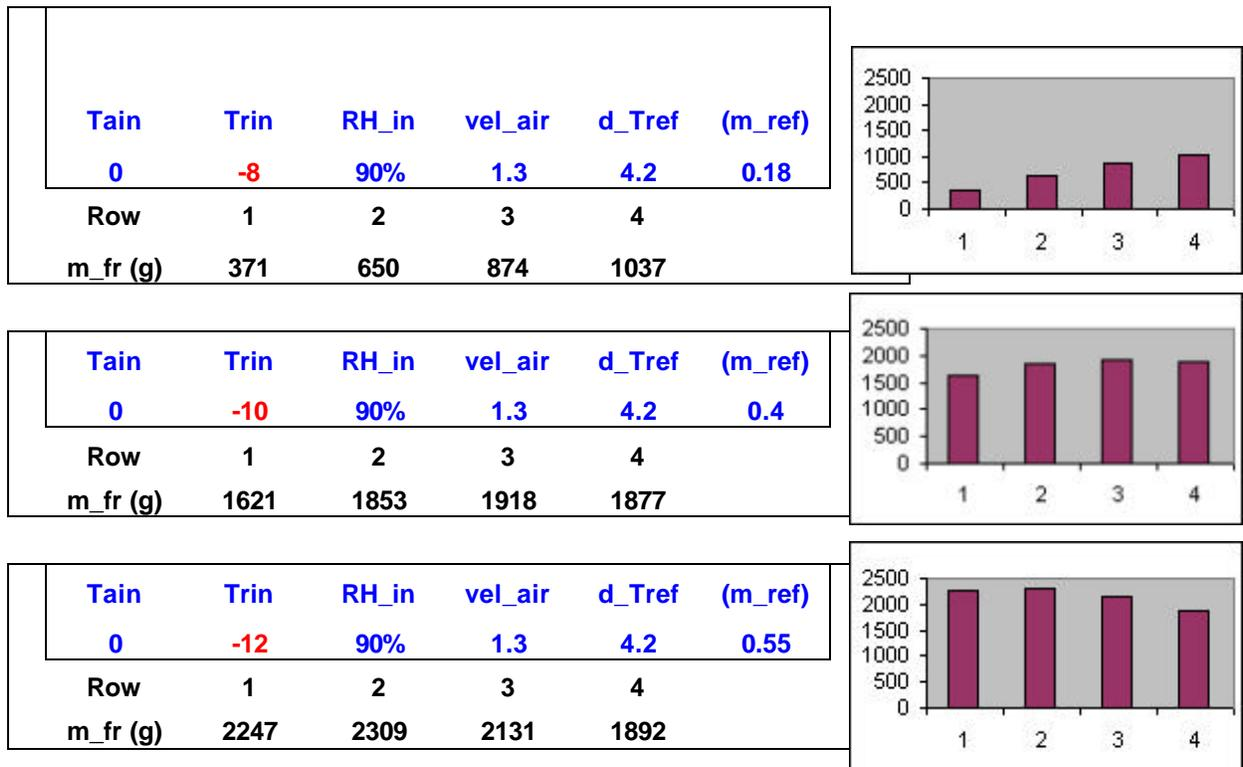 Tain Trin RH_in vel_air d_Tref (m_ref)
0 -8 90% 1.3 4.2 0.18
Row 1 2 3 4
m_fr (g) 371 650 874 1037
2500
2000
1500
1000
500
0
1 2 3 4
Tain Trin RH_in vel_air d_Tref (m_ref)
0 -10 90% 1.3 4.2 0.4
Row 1 2 3 4
m_fr (g) 1621 1853 1918 1877
2500
2000
1500
1000
500
0
1 2 3 4
Tain Trin RH_in vel_air d_Tref (m_ref)
0 -12 90% 1.3 4.2 0.55
Row 1 2 3 4
m_fr (g) 2247 2309 2131 1892
2500
2000
1500
1000
500
0
1 2 3 4